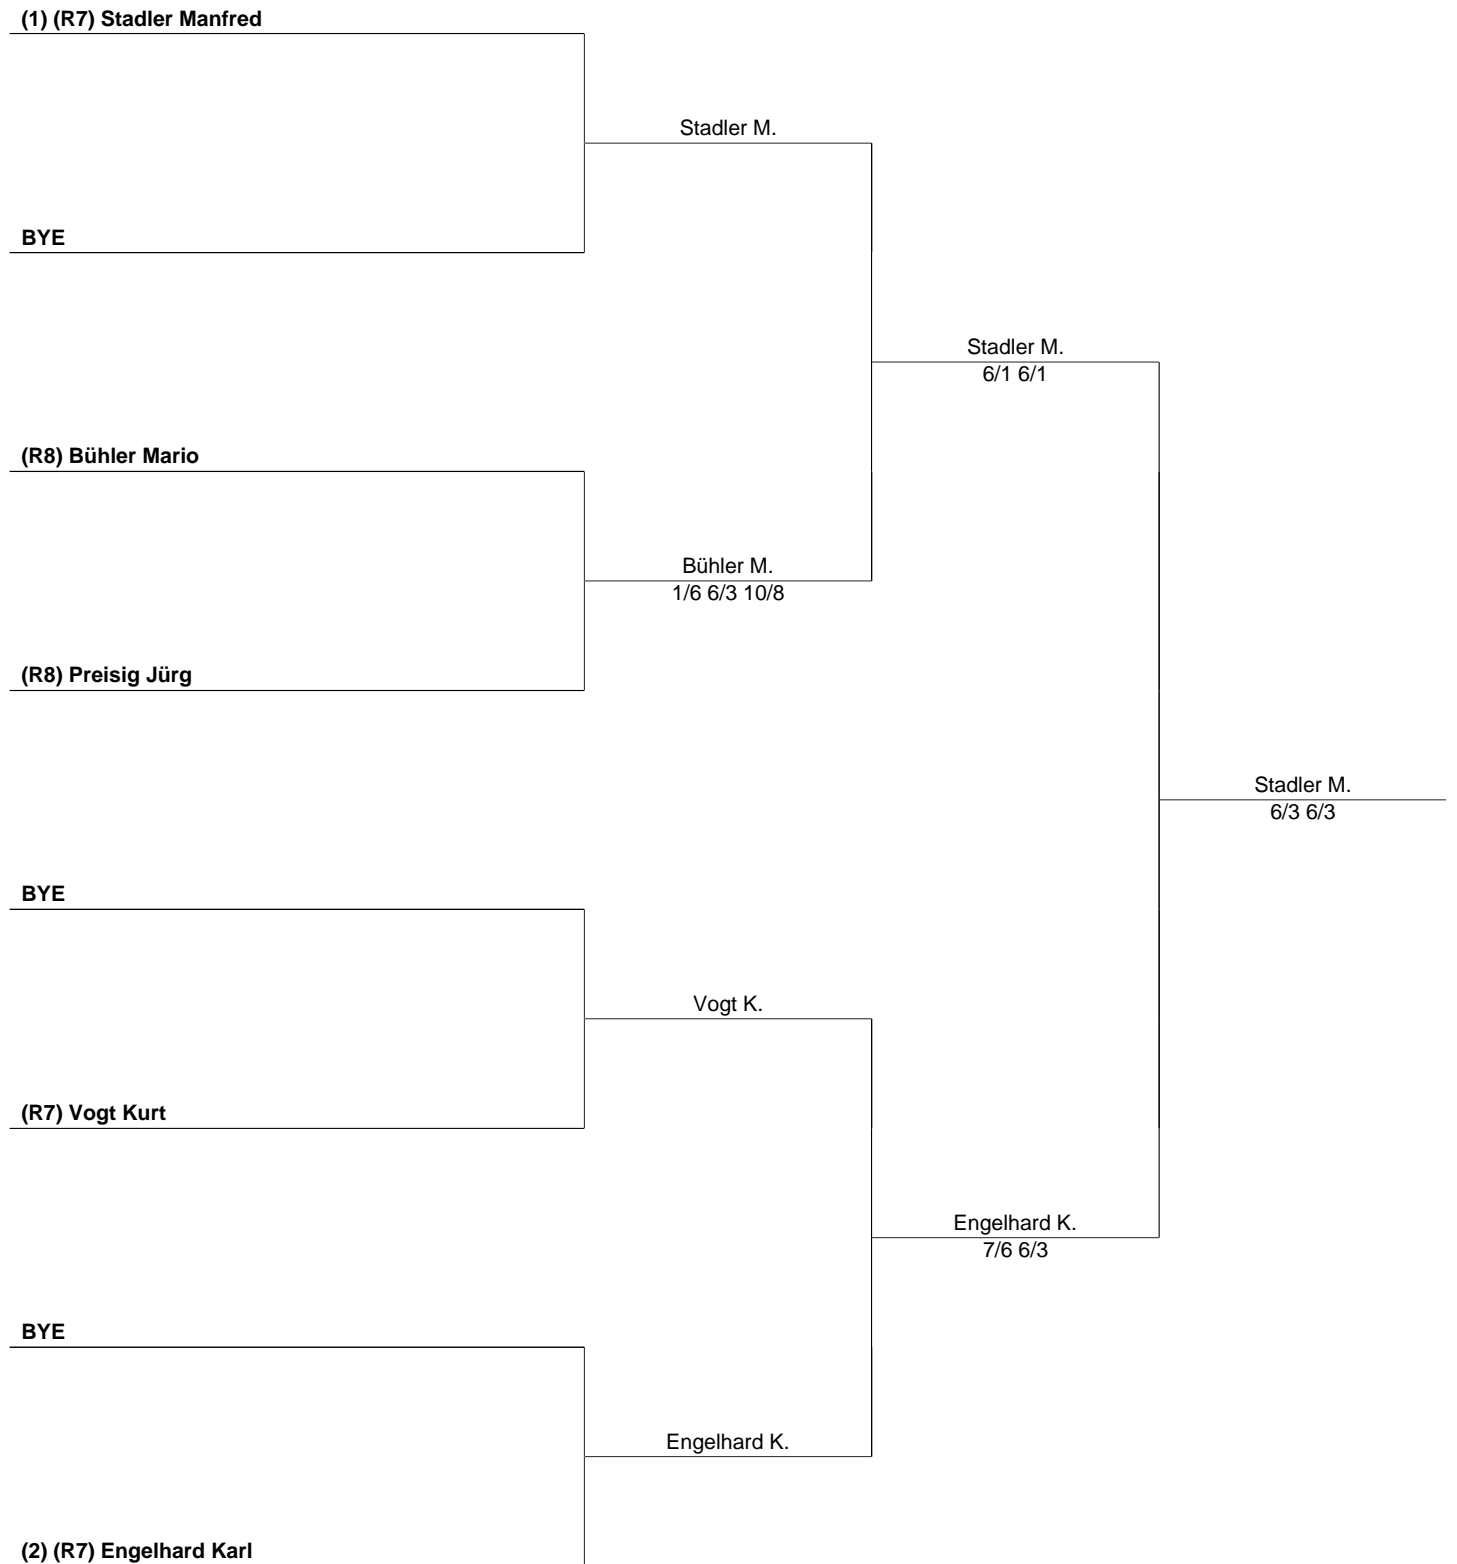 (1) (R7) Stadler Manfred
Stadler M.
BYE
Stadler M.
6/1 6/1
(R8) Bühler Mario
Bühler M.
1/6 6/3 10/8
(R8) Preisig Jürg
Stadler M.
6/3 6/3
BYE
Vogt K.
(R7) Vogt Kurt
Engelhard K.
7/6 6/3
BYE
Engelhard K.
(2) (R7) Engelhard Karl